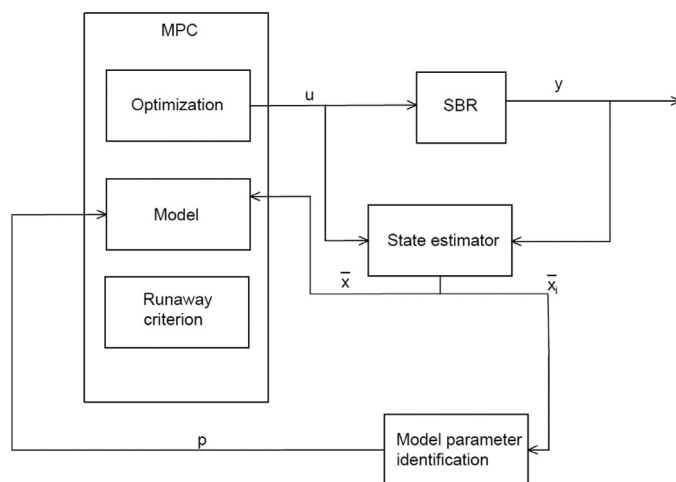 MPC
Optimization
u
SBR
y
Model
State estimator
x̅
x̅ᵢ
Runaway
criterion
p
Model parameter
identification